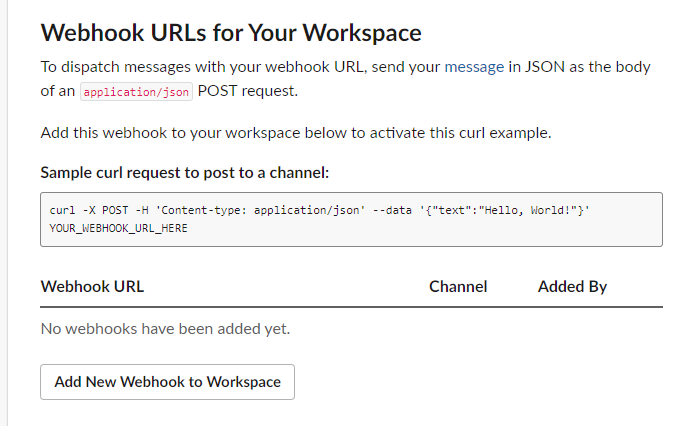 Webhook URLs for Your Workspace
To dispatch messages with your webhook URL, send your message in JSON as the body
of an application/json POST request.
Add this webhook to your workspace below to activate this curl example.
Sample curl request to post to a channel:
curl -X POST -H 'Content-type: application/json' --data '{"text":"Hello, World!"}'
YOUR_WEBHOOK_URL_HERE
Webhook URL Channel Added By
No webhooks have been added yet.
Add New Webhook to Workspace